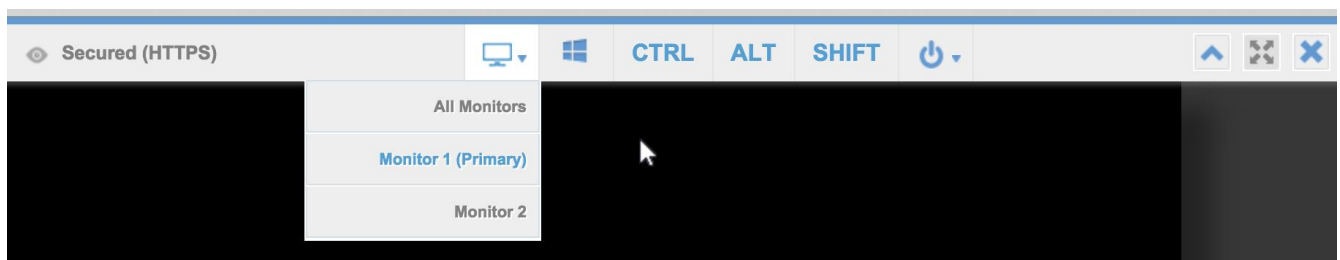 Secured (HTTPS) CTRL ALT SHIFT
All Monitors
Monitor 1 (Primary)
Monitor 2